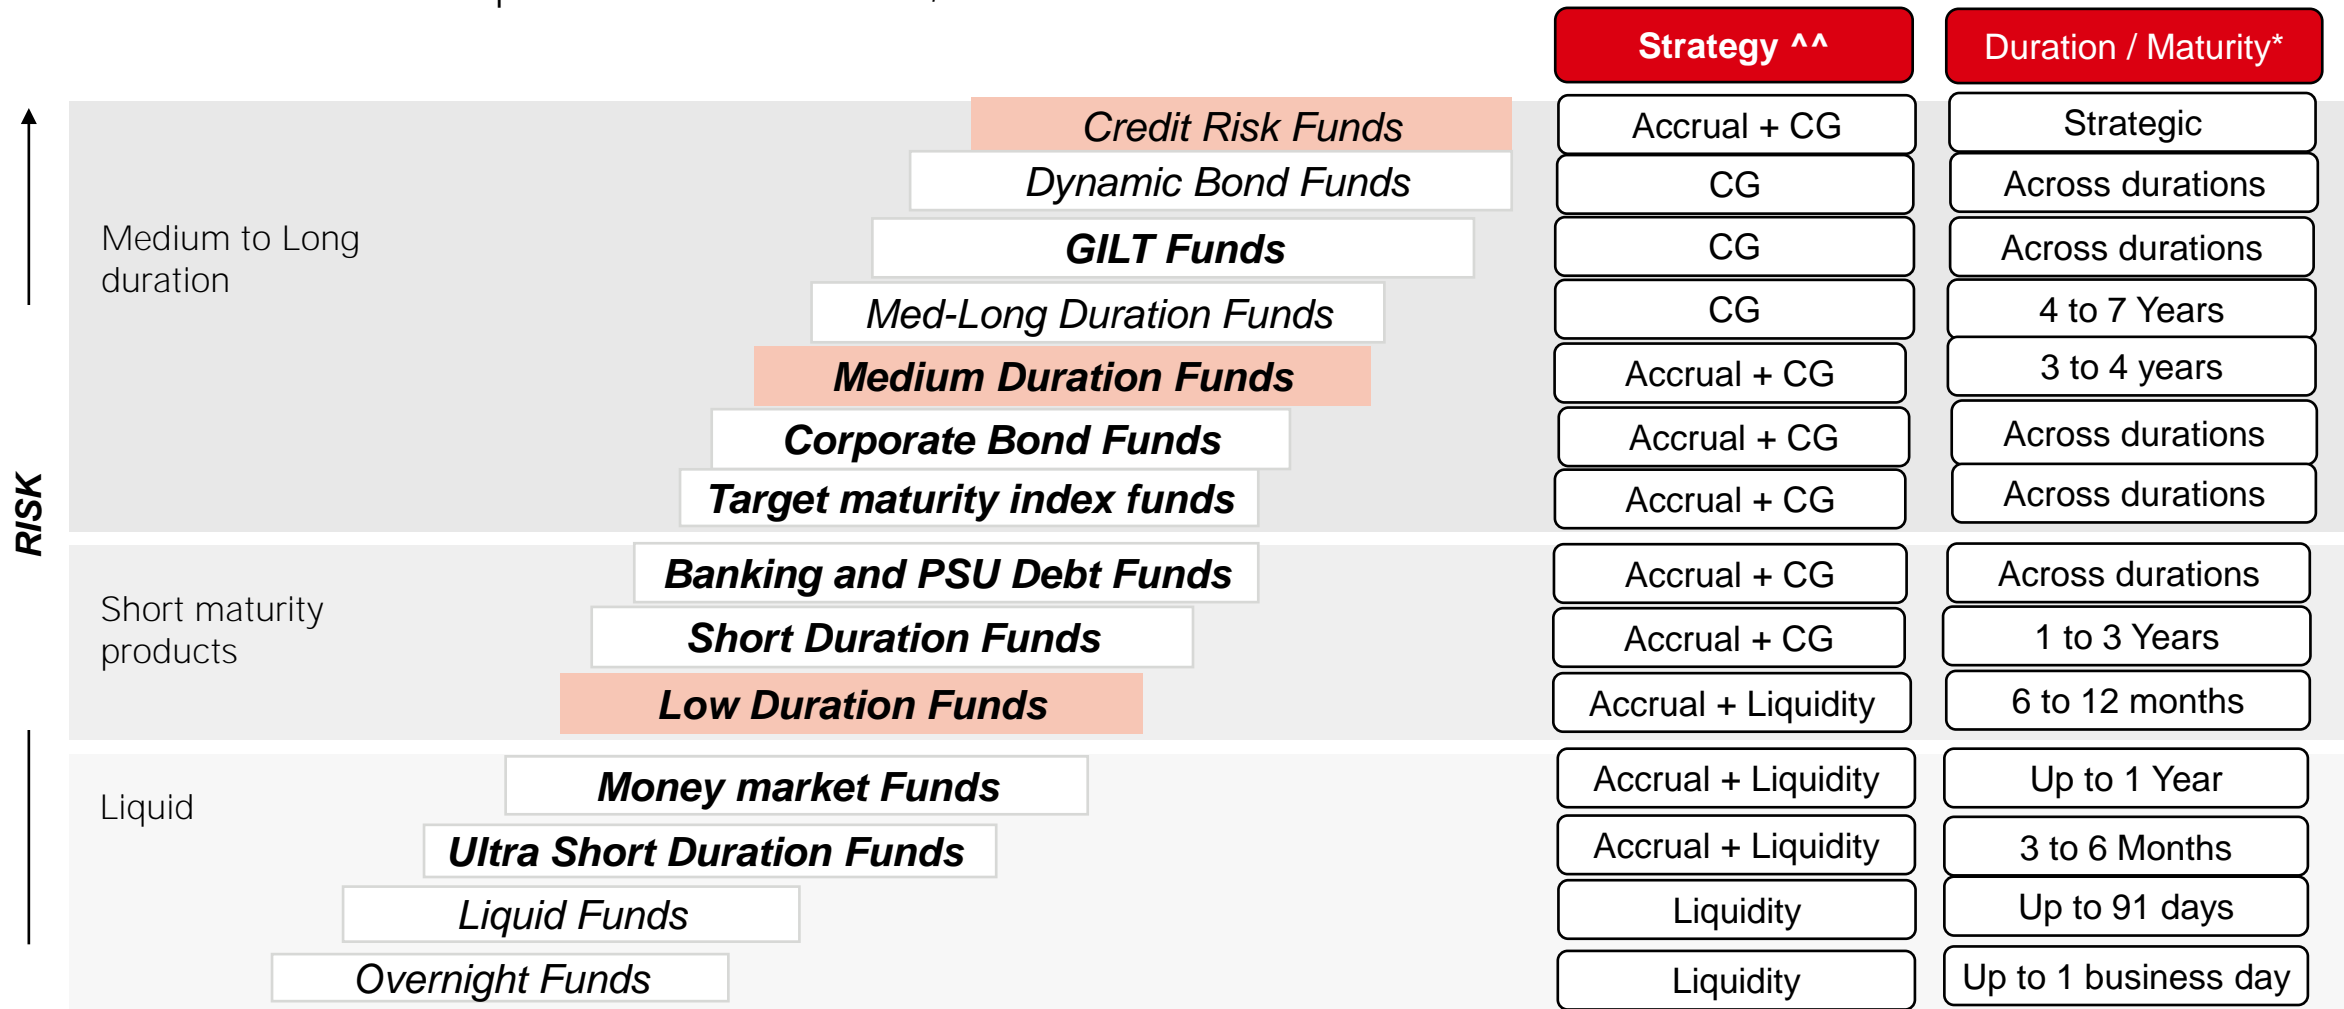 Strategy ^^ Duration / Maturity*
Credit Risk Funds Accrual + CG Strategic
Dynamic Bond Funds CG Across durations
Medium to Long
duration
GILT Funds CG Across durations
Med-Long Duration Funds CG 4 to 7 Years
Medium Duration Funds Accrual + CG 3 to 4 years
Corporate Bond Funds Accrual + CG Across durations
Target maturity index funds Accrual + CG Across durations
RISK
Banking and PSU Debt Funds Accrual + CG Across durations
Short maturity
products
Short Duration Funds Accrual + CG 1 to 3 Years
Low Duration Funds Accrual + Liquidity 6 to 12 months
Money market Funds Accrual + Liquidity Up to 1 Year
Liquid
Ultra Short Duration Funds Accrual + Liquidity 3 to 6 Months
Liquid Funds Liquidity Up to 91 days
Overnight Funds Liquidity Up to 1 business day